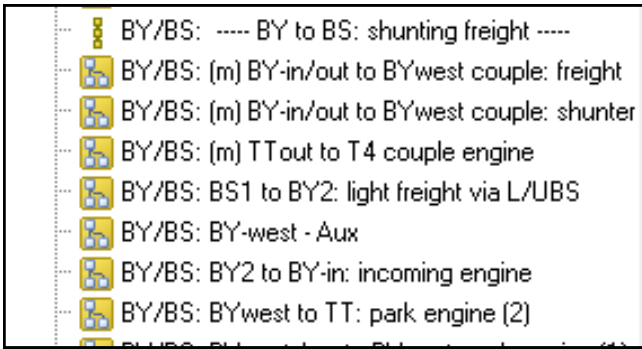 BY/BS: ----- BY to BS: shunting freight -----
BY/BS: (m) BY-in/out to BYwest couple: freight
BY/BS: (m) BY-in/out to BYwest couple: shunter
BY/BS: (m) TTout to T4 couple engine
BY/BS: BS1 to BY2: light freight via L/UBS
BY/BS: BY-west - Aux
BY/BS: BY2 to BY-in: incoming engine
BY/BS: BYwest to TT: park engine (2)